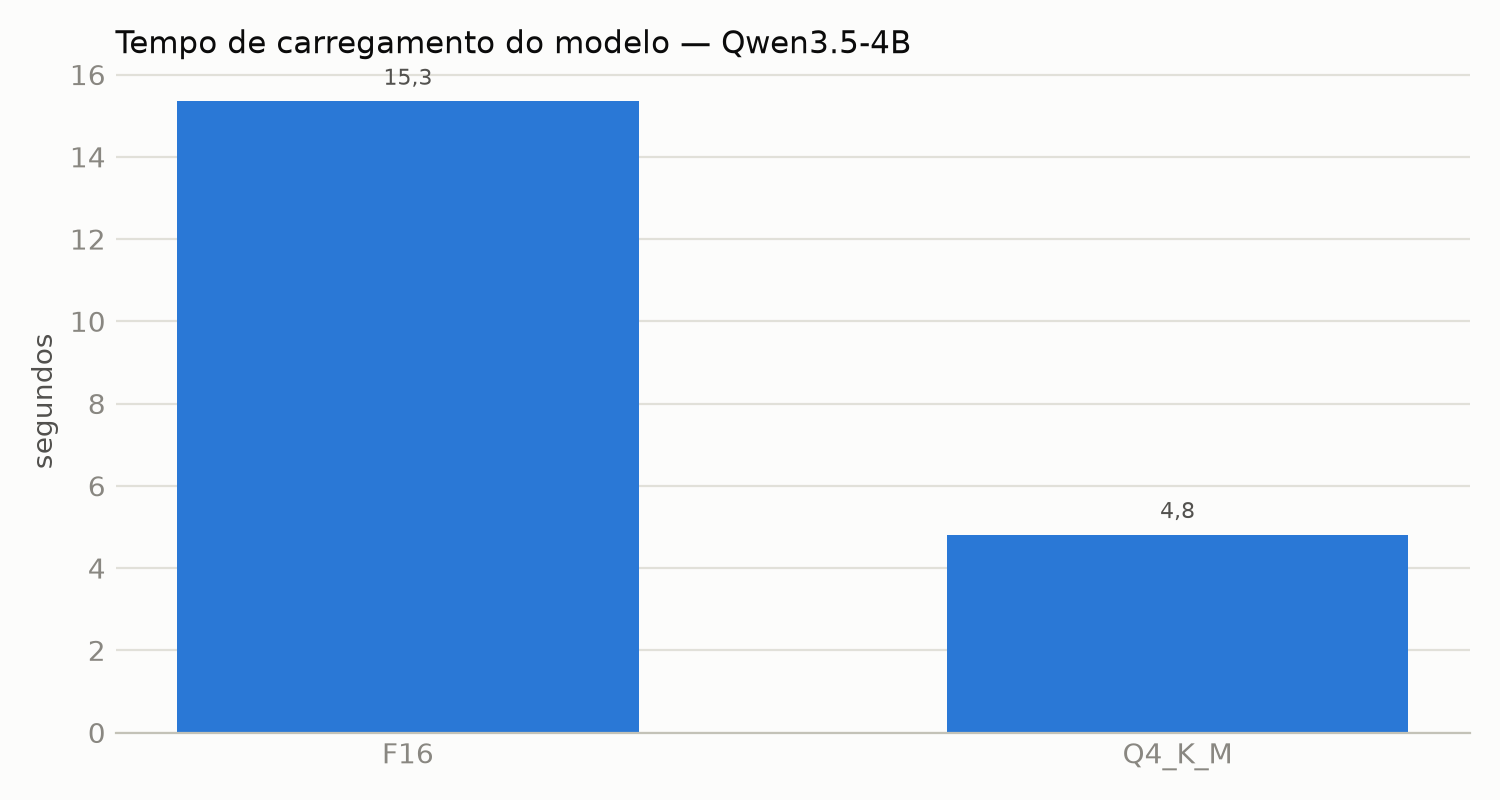 Tempo de carregamento do modelo — Qwen3.5-4B
16
15,3
14
12
10
8
6
4,8
4
2
0
segundos
F16
Q4_K_M